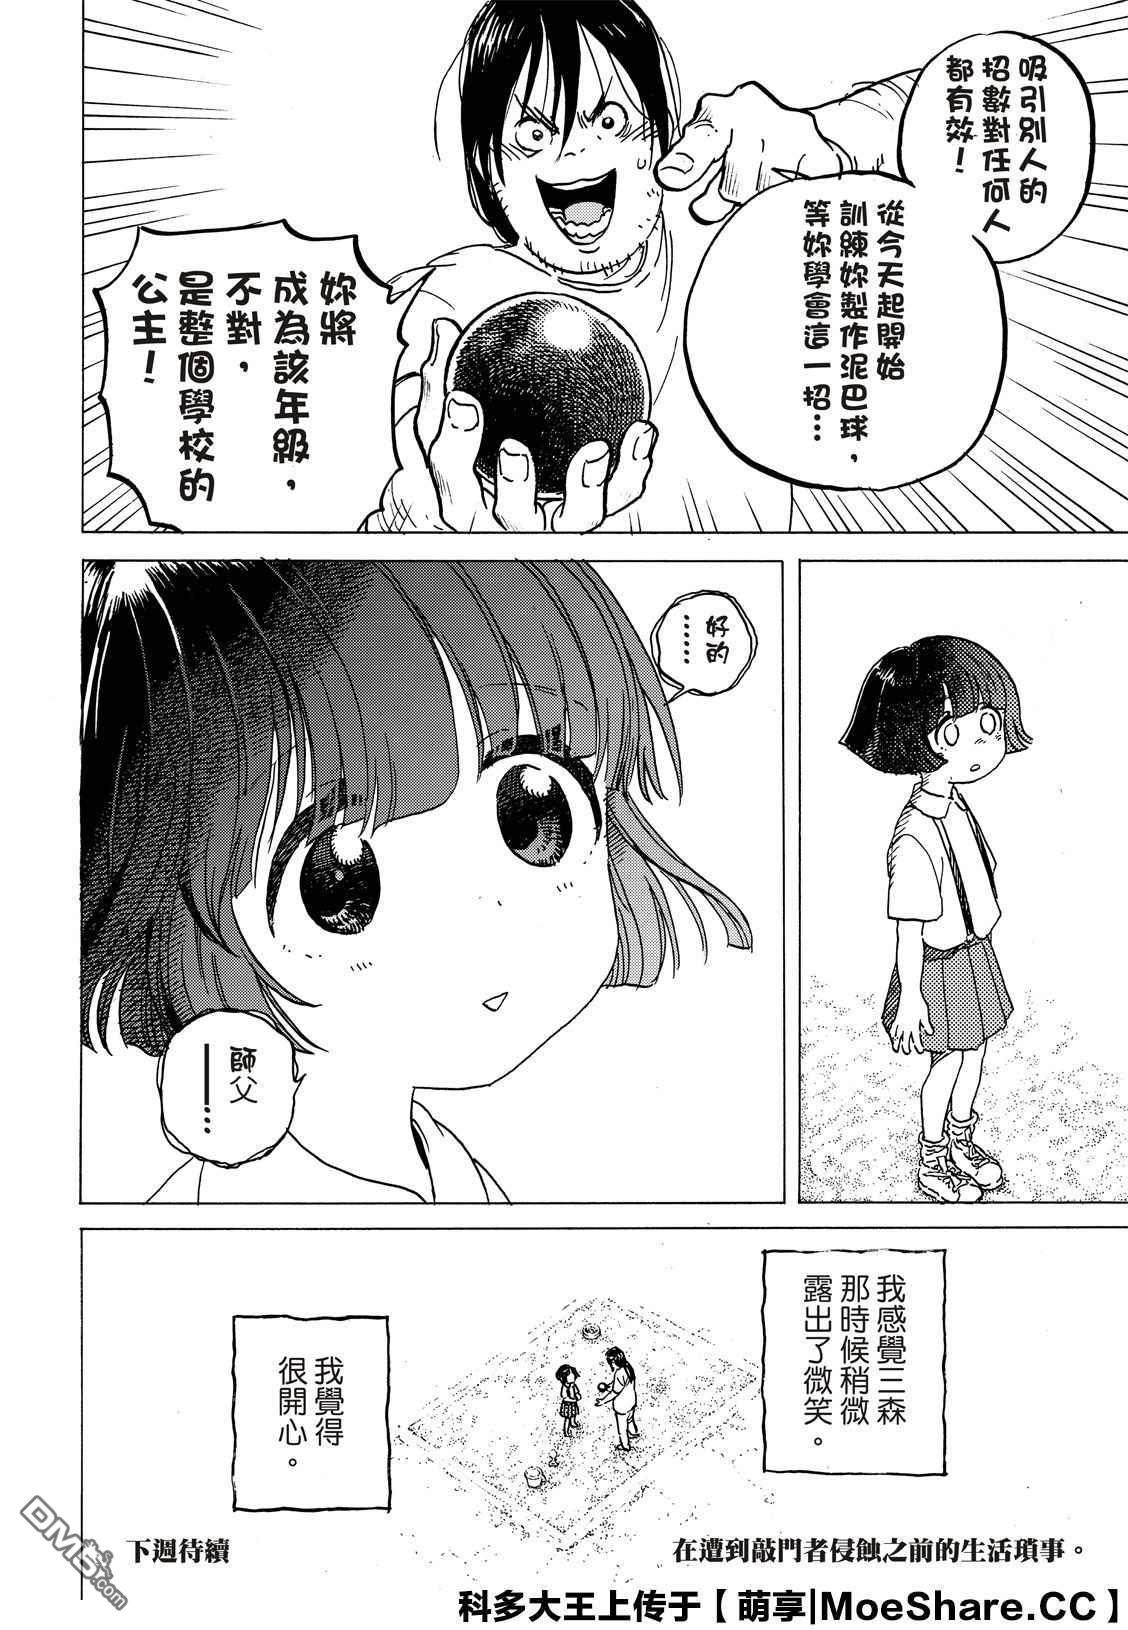 吸引別人的
招數對任何人
都有效！
從今天起開始
訓練妳製作泥巴球，
等妳學會這一招…
妳將
成為該年級，
不對，
是整個學校的
公主！
好的
……
師父
——…
我感覺三森
那時候稍微
露出了微笑。
我覺得
很開心。
在遭到敲門者侵蝕之前的生活瑣事。
下週待續
DM5
www.dm5.com
科多大王上传于【萌享|MoeShare.CC】